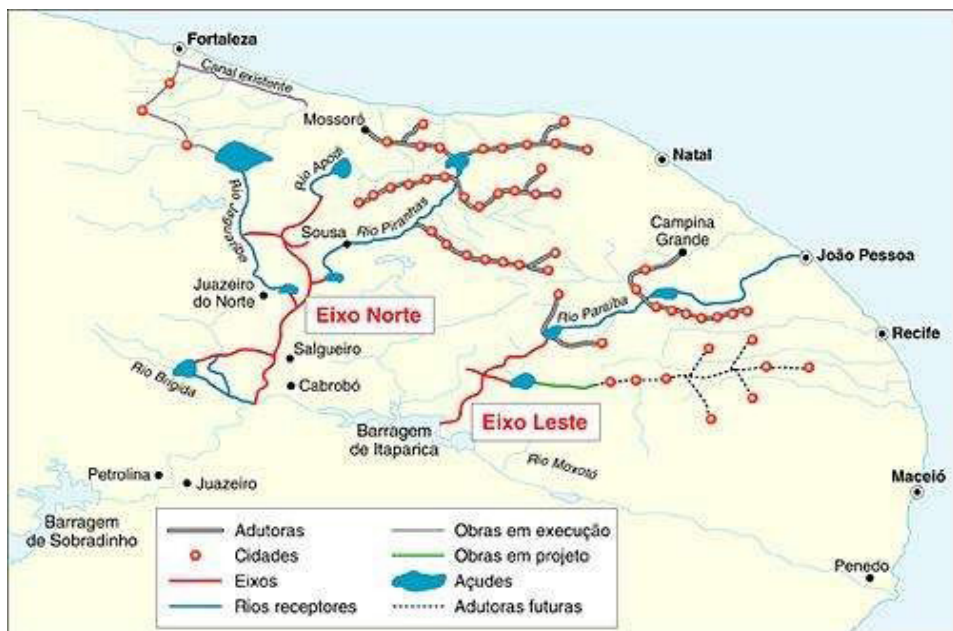 Fortaleza
Canal existente
Mossoró
Rio Apodi
Natal
Rio Jaguaribe
Sousa
Rio Piranhas
Campina
Grande
João Pessoa
Juazeiro
do Norte
Eixo Norte
Rio Paraíba
Recife
Salgueiro
Rio Brigida
Cabrobó
Eixo Leste
Barragem
de Itaparica
Rio Moxotó
Petrolina
Juazeiro
Maceió
Barragem
de Sobradinho
Adutoras
Cidades
Eixos
Rios receptores
Obras em execução
Obras em projeto
Açudes
Adutoras futuras
Penedo